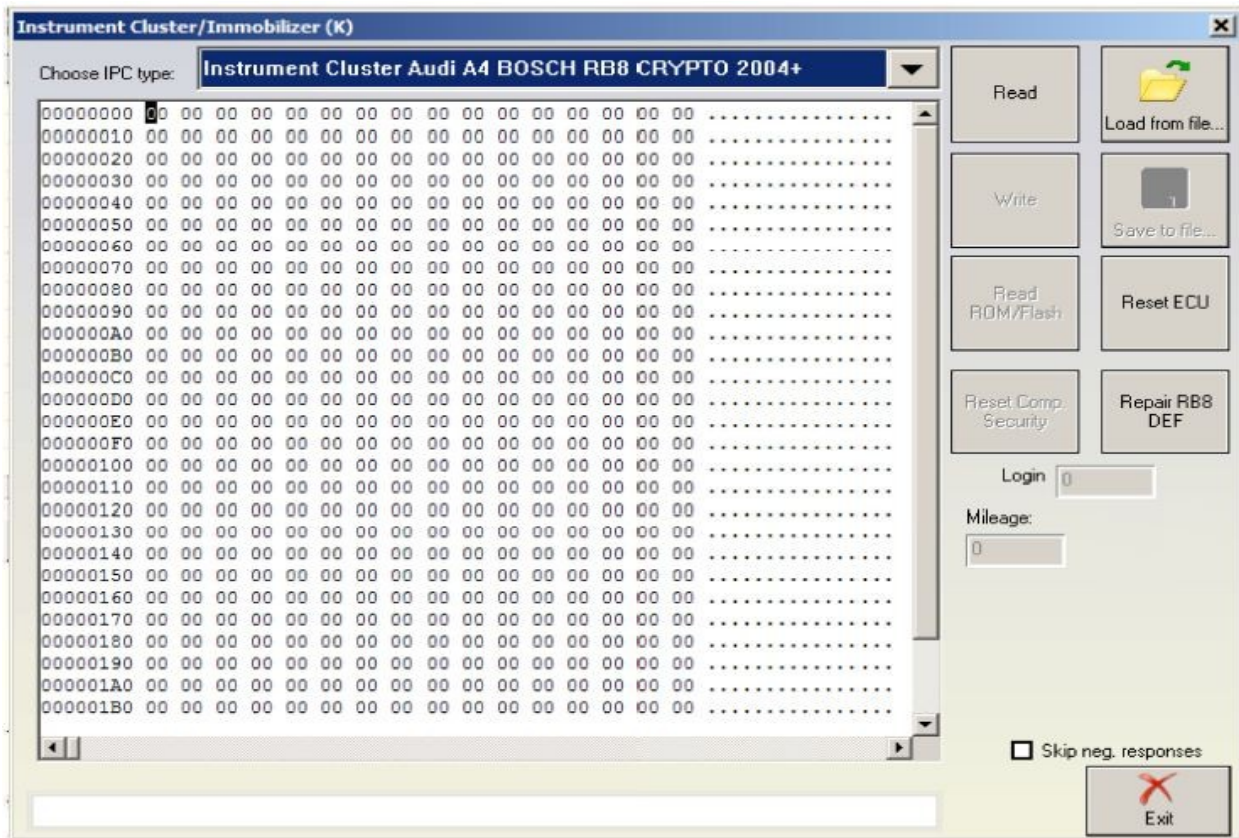 Instrument Cluster/Immobilizer (K)
Choose IPC type:
Instrument Cluster Audi A4 BOSCH RB8 CRYPTO 2004+
00000000 00 00 00 00 00 00 00 00 00 00 00 00 00 00 00 00 ................
00000010 00 00 00 00 00 00 00 00 00 00 00 00 00 00 00 00 ................
00000020 00 00 00 00 00 00 00 00 00 00 00 00 00 00 00 00 ................
00000030 00 00 00 00 00 00 00 00 00 00 00 00 00 00 00 00 ................
00000040 00 00 00 00 00 00 00 00 00 00 00 00 00 00 00 00 ................
00000050 00 00 00 00 00 00 00 00 00 00 00 00 00 00 00 00 ................
00000060 00 00 00 00 00 00 00 00 00 00 00 00 00 00 00 00 ................
00000070 00 00 00 00 00 00 00 00 00 00 00 00 00 00 00 00 ................
00000080 00 00 00 00 00 00 00 00 00 00 00 00 00 00 00 00 ................
00000090 00 00 00 00 00 00 00 00 00 00 00 00 00 00 00 00 ................
000000A0 00 00 00 00 00 00 00 00 00 00 00 00 00 00 00 00 ................
000000B0 00 00 00 00 00 00 00 00 00 00 00 00 00 00 00 00 ................
000000C0 00 00 00 00 00 00 00 00 00 00 00 00 00 00 00 00 ................
000000D0 00 00 00 00 00 00 00 00 00 00 00 00 00 00 00 00 ................
000000E0 00 00 00 00 00 00 00 00 00 00 00 00 00 00 00 00 ................
000000F0 00 00 00 00 00 00 00 00 00 00 00 00 00 00 00 00 ................
00000100 00 00 00 00 00 00 00 00 00 00 00 00 00 00 00 00 ................
00000110 00 00 00 00 00 00 00 00 00 00 00 00 00 00 00 00 ................
00000120 00 00 00 00 00 00 00 00 00 00 00 00 00 00 00 00 ................
00000130 00 00 00 00 00 00 00 00 00 00 00 00 00 00 00 00 ................
00000140 00 00 00 00 00 00 00 00 00 00 00 00 00 00 00 00 ................
00000150 00 00 00 00 00 00 00 00 00 00 00 00 00 00 00 00 ................
00000160 00 00 00 00 00 00 00 00 00 00 00 00 00 00 00 00 ................
00000170 00 00 00 00 00 00 00 00 00 00 00 00 00 00 00 00 ................
00000180 00 00 00 00 00 00 00 00 00 00 00 00 00 00 00 00 ................
00000190 00 00 00 00 00 00 00 00 00 00 00 00 00 00 00 00 ................
000001A0 00 00 00 00 00 00 00 00 00 00 00 00 00 00 00 00 ................
000001B0 00 00 00 00 00 00 00 00 00 00 00 00 00 00 00 00 ................
Read
Load from file...
Write
Save to file...
Read
ROM/Flash
Reset ECU
Reset Comp.
Security
Repair RB8
DEF
Login 0
Mileage:
0
Skip neg. responses
Exit